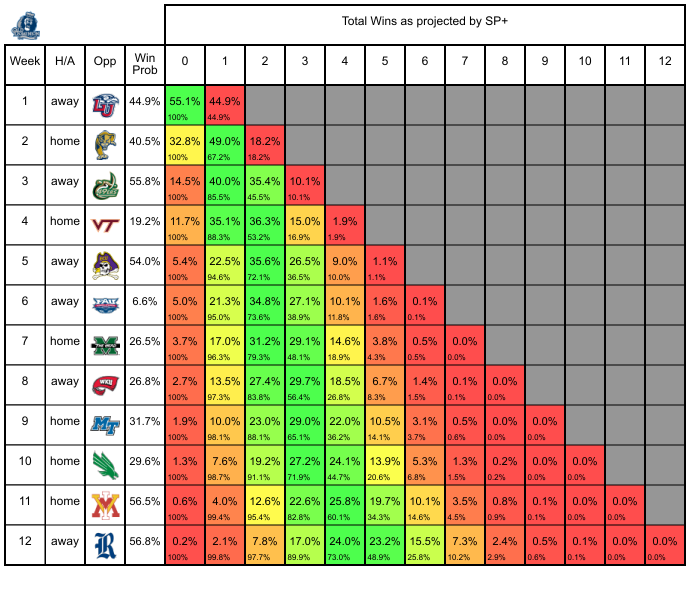 Total Wins as projected by SP+
Week H/A Opp Win Prob 0 1 2 3 4 5 6 7 8 9 10 11 12
1 away LU 44.9% 55.1% 44.9%
100% 44.9%
2 home 40.5% 32.8% 49.0% 18.2%
100% 67.2% 18.2%
3 away 55.8% 14.5% 40.0% 35.4% 10.1%
100% 85.5% 45.5% 10.1%
4 home VT 19.2% 11.7% 35.1% 36.3% 15.0% 1.9%
100% 88.3% 53.2% 16.9% 1.9%
5 away 54.0% 5.4% 22.5% 35.6% 26.5% 9.0% 1.1%
100% 94.6% 72.1% 36.5% 10.0% 1.1%
6 away FAU 6.6% 5.0% 21.3% 34.8% 27.1% 10.1% 1.6% 0.1%
100% 95.0% 73.6% 38.9% 11.8% 1.6% 0.1%
7 home M 26.5% 3.7% 17.0% 31.2% 29.1% 14.6% 3.8% 0.5% 0.0%
100% 96.3% 79.3% 48.1% 18.9% 4.3% 0.5% 0.0%
8 away WKU 26.8% 2.7% 13.5% 27.4% 29.7% 18.5% 6.7% 1.4% 0.1% 0.0%
100% 97.3% 83.8% 56.4% 26.8% 8.3% 1.5% 0.1% 0.0%
9 home MT 31.7% 1.9% 10.0% 23.0% 29.0% 22.0% 10.5% 3.1% 0.5% 0.0% 0.0%
100% 98.1% 88.1% 65.1% 36.2% 14.1% 3.7% 0.6% 0.0% 0.0%
10 home 29.6% 1.3% 7.6% 19.2% 27.2% 24.1% 13.9% 5.3% 1.3% 0.2% 0.0% 0.0%
100% 98.7% 91.1% 71.9% 44.7% 20.6% 6.8% 1.5% 0.2% 0.0% 0.0%
11 home VMI 56.5% 0.6% 4.0% 12.6% 22.6% 25.8% 19.7% 10.1% 3.5% 0.8% 0.1% 0.0% 0.0%
100% 99.4% 95.4% 82.8% 60.1% 34.3% 14.6% 4.5% 0.9% 0.1% 0.0% 0.0%
12 away R 56.8% 0.2% 2.1% 7.8% 17.0% 24.0% 23.2% 15.5% 7.3% 2.4% 0.5% 0.1% 0.0% 0.0%
100% 99.8% 97.7% 89.9% 73.0% 48.9% 25.8% 10.2% 2.9% 0.6% 0.1% 0.0% 0.0%